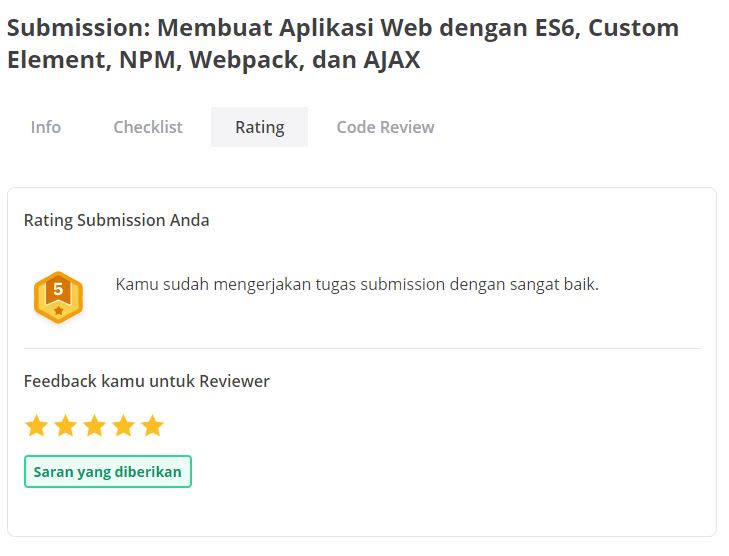 Submission: Membuat Aplikasi Web dengan ES6, Custom
Element, NPM, Webpack, dan AJAX
Info Checklist Rating Code Review
Rating Submission Anda
5
Kamu sudah mengerjakan tugas submission dengan sangat baik.
Feedback kamu untuk Reviewer
Saran yang diberikan